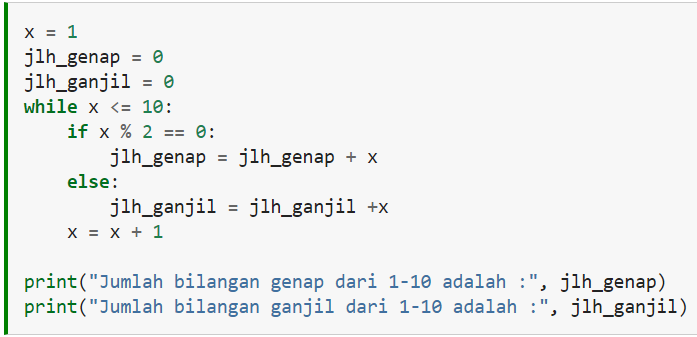 x = 1
jlh_genap = 0
jlh_ganjil = 0
while x <= 10:
    if x % 2 == 0:
        jlh_genap = jlh_genap + x
    else:
        jlh_ganjil = jlh_ganjil +x
    x = x + 1

print("Jumlah bilangan genap dari 1-10 adalah :", jlh_genap)
print("Jumlah bilangan ganjil dari 1-10 adalah :", jlh_ganjil)